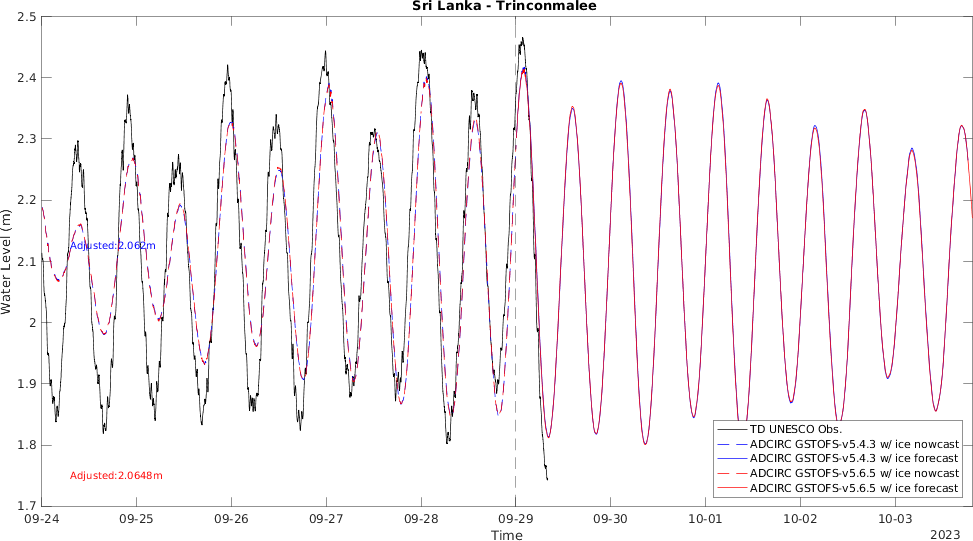 Sri Lanka - Trinconmalee
2.5
2.4
2.3
2.2
2.1
2
1.9
1.8
1.7
Water Level (m)
Adjusted:2.062m
Adjusted:2.0648m
TD UNESCO Obs.
ADCIRC GSTOFS-v5.4.3 w/ ice nowcast
ADCIRC GSTOFS-v5.4.3 w/ ice forecast
ADCIRC GSTOFS-v5.6.5 w/ ice nowcast
ADCIRC GSTOFS-v5.6.5 w/ ice forecast
09-24 09-25 09-26 09-27 09-28 09-29 09-30 10-01 10-02 10-03
Time
2023